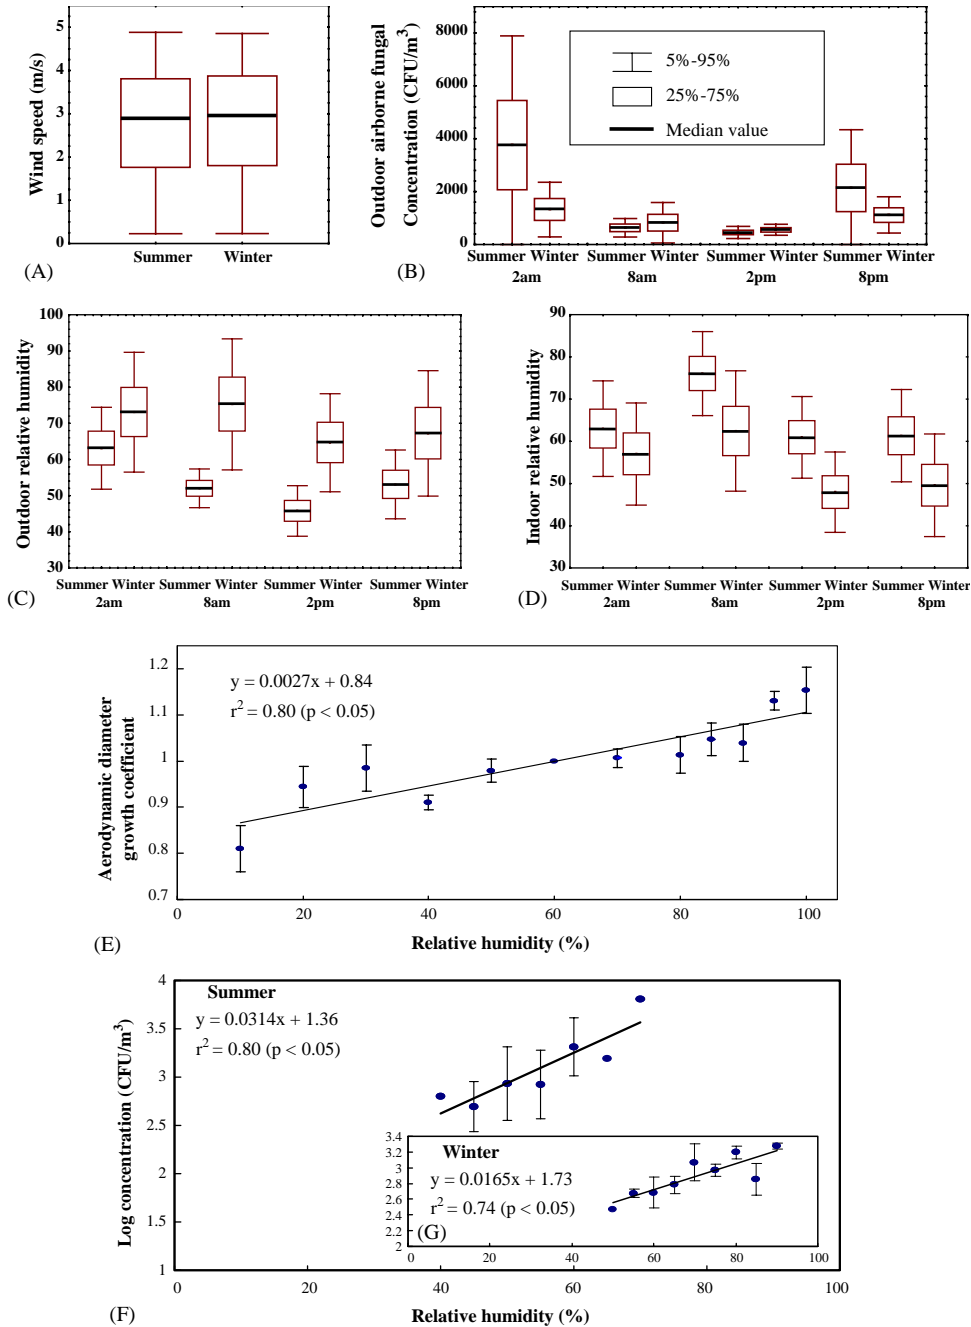 Wind speed (m/s)
5
4
3
2
1
0
Summer
Winter
(A)
Outdoor airborne fungal
Concentration (CFU/m³)
8000
6000
4000
2000
0
5%-95%
25%-75%
Median value
Summer Winter
2am
Summer Winter
8am
Summer Winter
2pm
Summer Winter
8pm
(B)
Outdoor relative humidity
100
90
80
70
60
50
40
30
Summer Winter
2am
Summer Winter
8am
Summer Winter
2pm
Summer Winter
8pm
(C)
Indoor relative humidity
90
80
70
60
50
40
30
Summer Winter
2am
Summer Winter
8am
Summer Winter
2pm
Summer Winter
8pm
(D)
Aerodynamic diameter
growth coefficient
1.2
1.1
1
0.9
0.8
0.7
y = 0.0027x + 0.84
r² = 0.80 (p < 0.05)
0
20
40
60
80
100
Relative humidity (%)
(E)
Log concentration (CFU/m³)
4
3.5
3
2.5
2
1.5
1
Summer
y = 0.0314x + 1.36
r² = 0.80 (p < 0.05)
3.4
3.2
3
2.8
2.6
2.4
2.2
2
Winter
y = 0.0165x + 1.73
r² = 0.74 (p < 0.05)
(G)
20
40
60
80
100
0
40
60
80
100
Relative humidity (%)
(F)